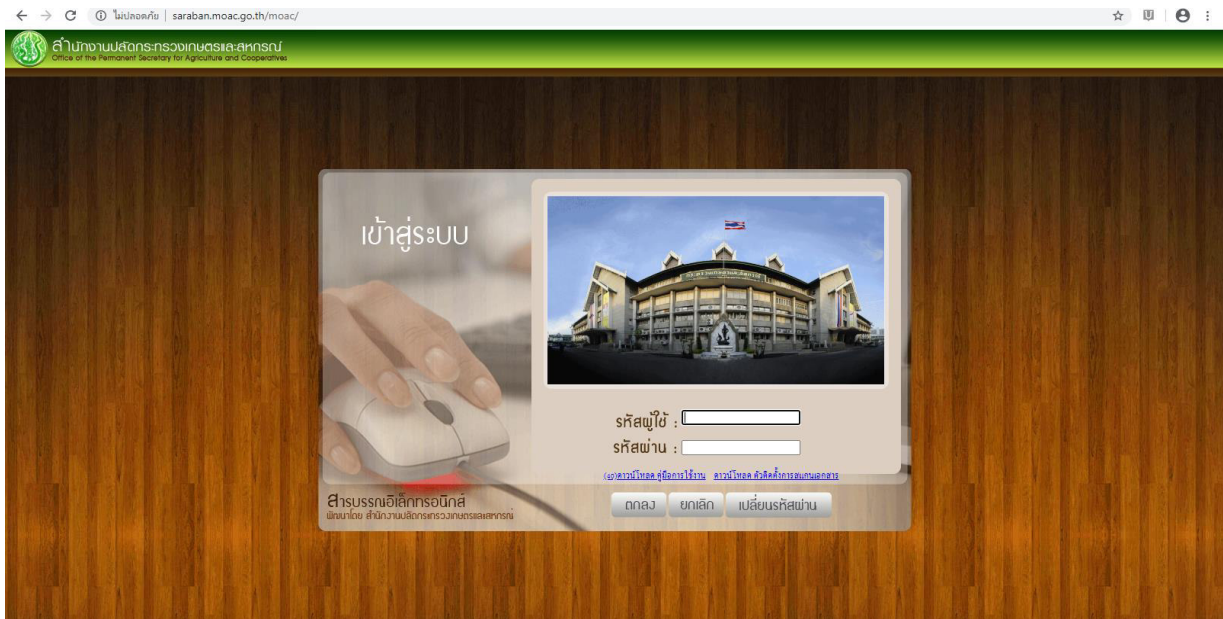 ไม่ปลอดภัย | saraban.moac.go.th/moac/
สำนักงานปลัดกระทรวงเกษตรและสหกรณ์
Office of the Permanent Secretary for Agriculture and Cooperatives
เข้าสู่ระบบ
รหัสผู้ใช้ :
รหัสผ่าน :
ดาวน์โหลด คู่มือการใช้งาน ดาวน์โหลด ตัวติดตั้งการสแกนเอกสาร
สารบรรณอิเล็กทรอนิกส์
พัฒนาโดย สำนักงานปลัดกระทรวงเกษตรและสหกรณ์
ตกลง ยกเลิก เปลี่ยนรหัสผ่าน